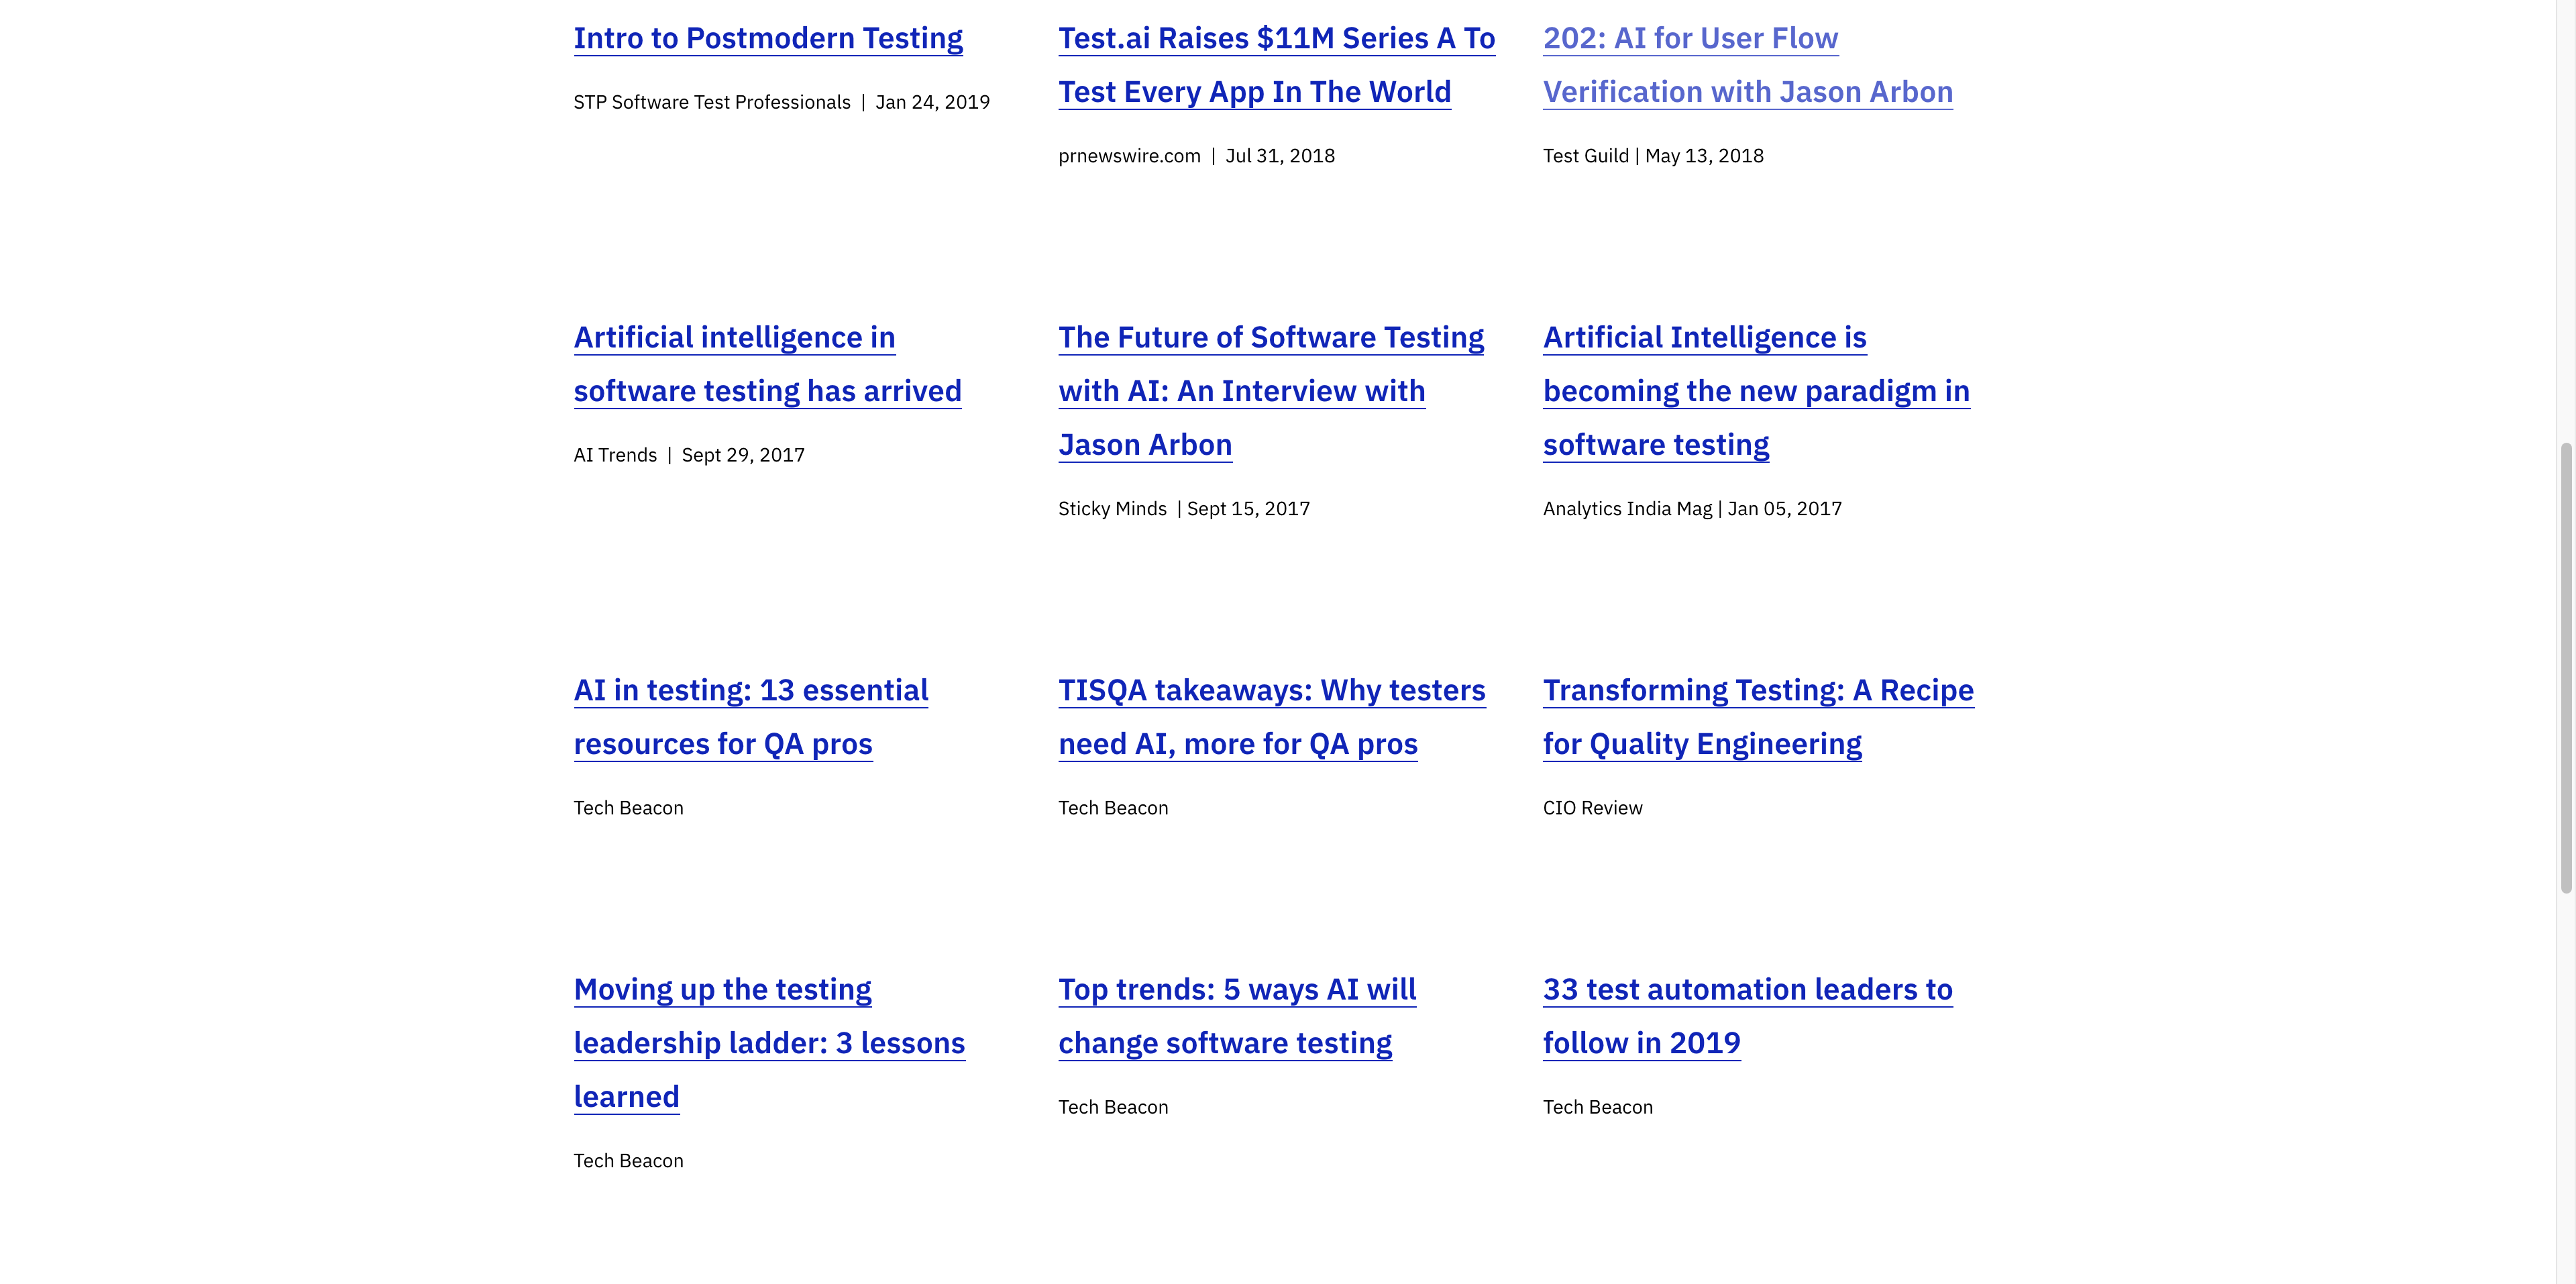 Intro to Postmodern Testing
STP Software Test Professionals | Jan 24, 2019
Test.ai Raises $11M Series A To
Test Every App In The World
prnewswire.com | Jul 31, 2018
202: AI for User Flow
Verification with Jason Arbon
Test Guild | May 13, 2018
Artificial intelligence in
software testing has arrived
AI Trends | Sept 29, 2017
The Future of Software Testing
with AI: An Interview with
Jason Arbon
Sticky Minds | Sept 15, 2017
Artificial Intelligence is
becoming the new paradigm in
software testing
Analytics India Mag | Jan 05, 2017
AI in testing: 13 essential
resources for QA pros
Tech Beacon
TISQA takeaways: Why testers
need AI, more for QA pros
Tech Beacon
Transforming Testing: A Recipe
for Quality Engineering
CIO Review
Moving up the testing
leadership ladder: 3 lessons
learned
Tech Beacon
Top trends: 5 ways AI will
change software testing
Tech Beacon
33 test automation leaders to
follow in 2019
Tech Beacon